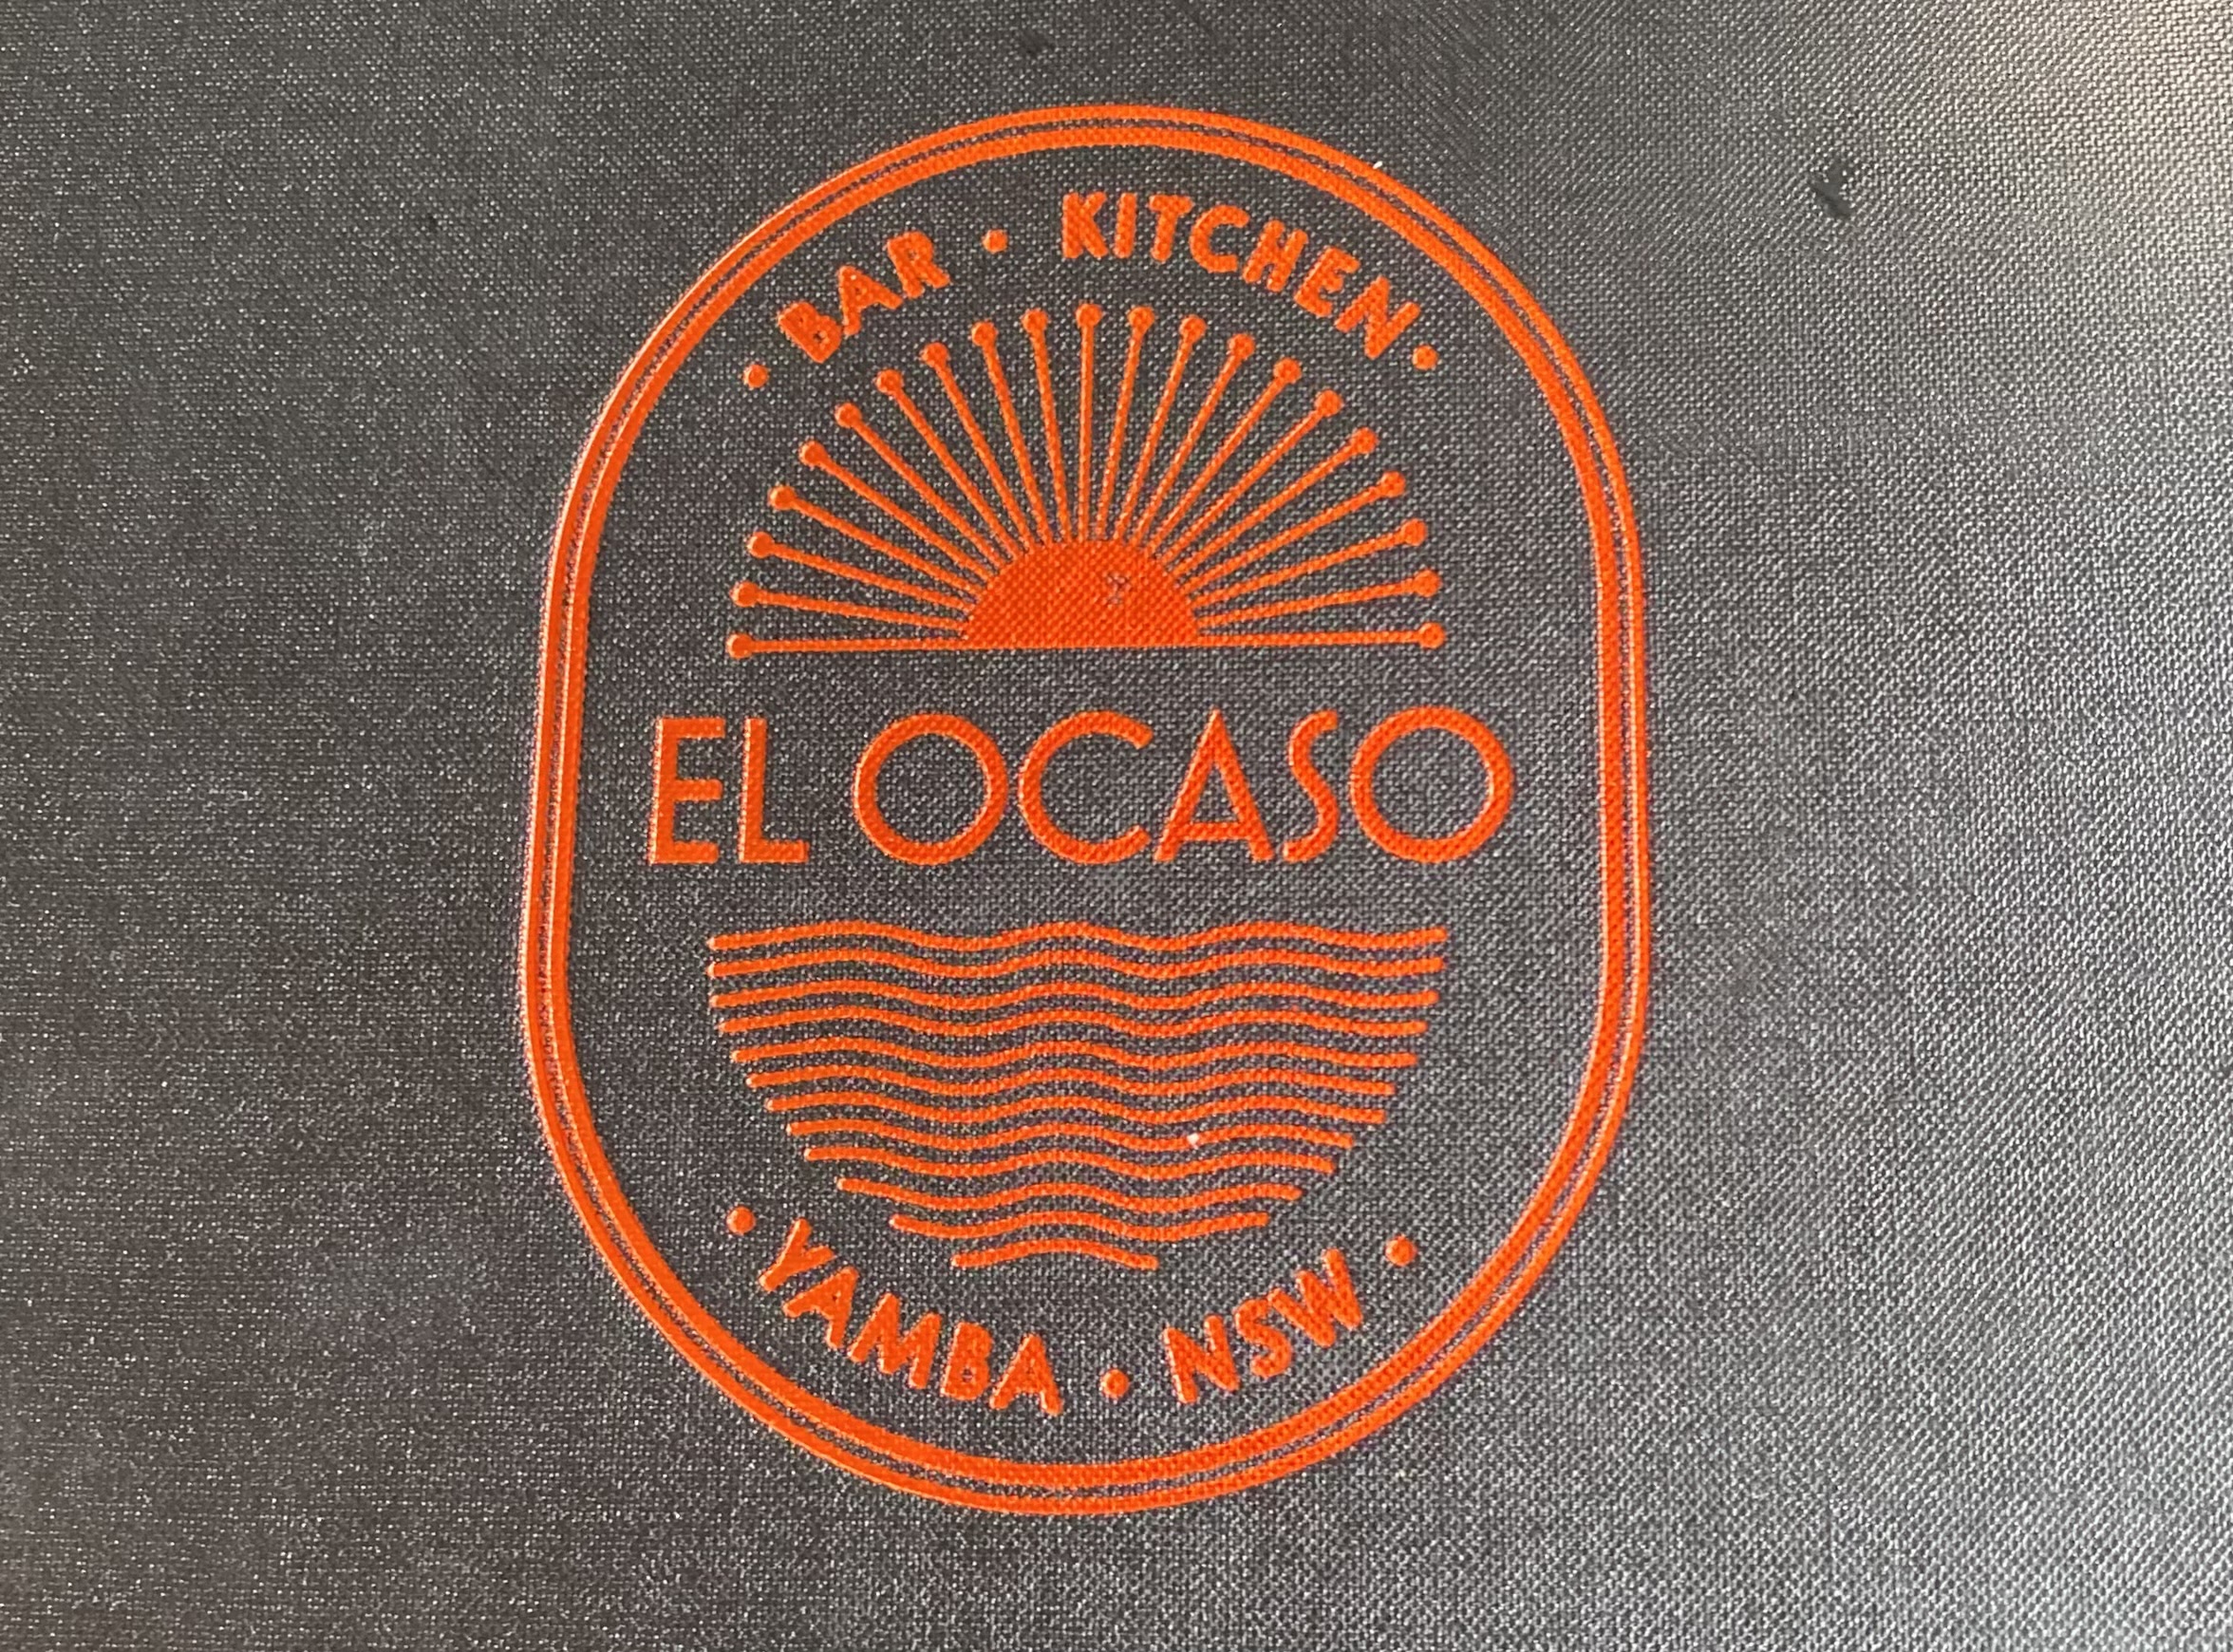 · BAR · KITCHEN ·
EL OCASO
· YAMBA · NSW ·